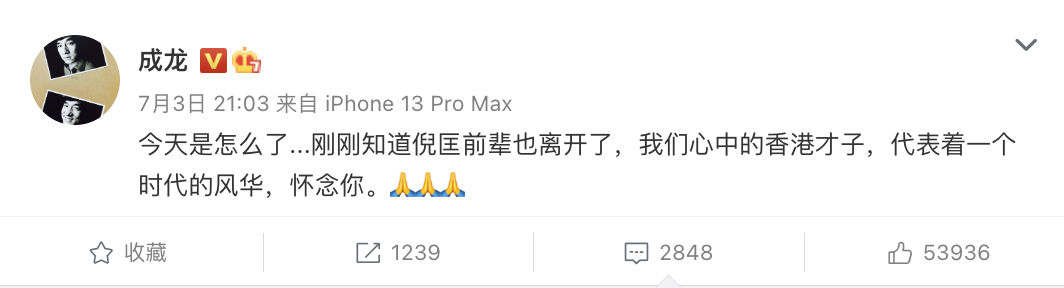 成龙 V 7
7月3日 21:03 来自 iPhone 13 Pro Max
今天是怎么了...刚刚知道倪匡前辈也离开了，我们心中的香港才子，代表着一个
时代的风华，怀念你。🙏🙏🙏
收藏 1239 2848 53936